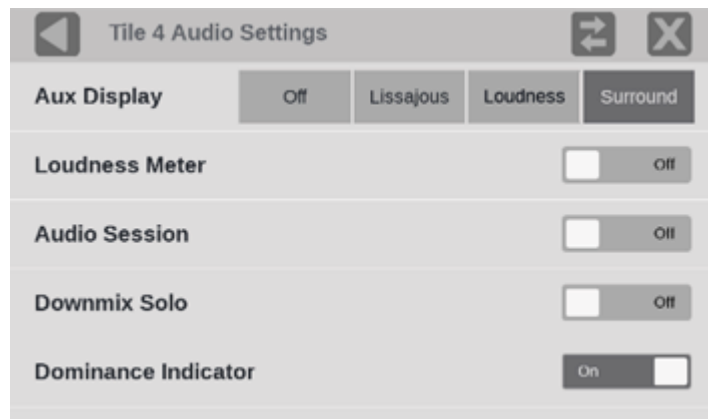 Tile 4 Audio Settings
Aux Display Off Lissajous Loudness Surround
Loudness Meter Off
Audio Session Off
Downmix Solo Off
Dominance Indicator On